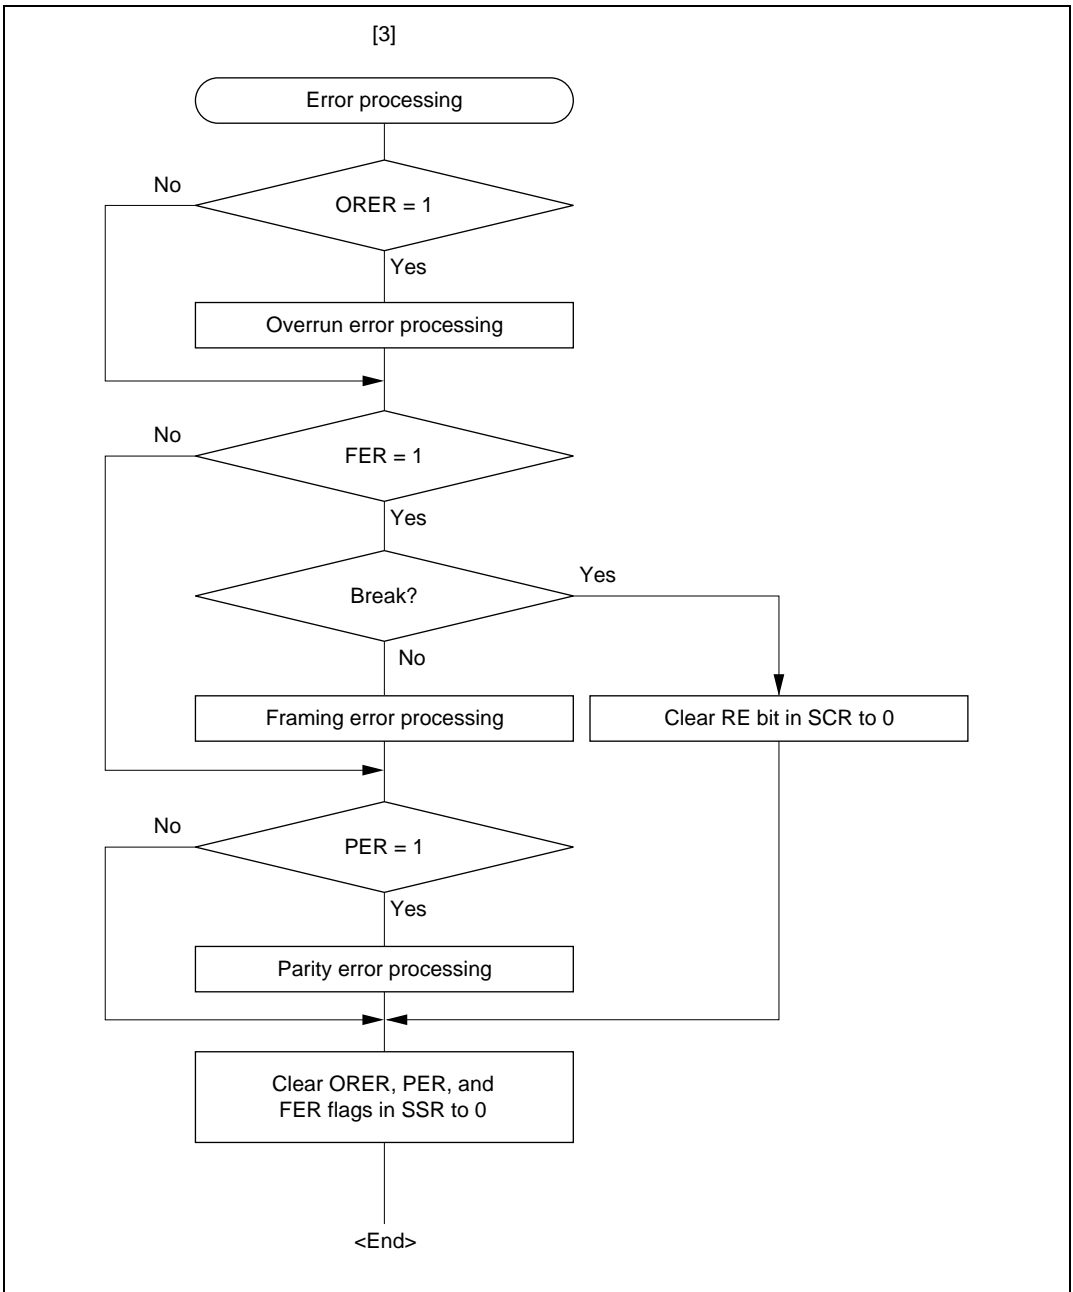 [3]
Error processing
No
ORER = 1
Yes
Overrun error processing
No
FER = 1
Yes
Break?
Yes
No
Framing error processing
Clear RE bit in SCR to 0
No
PER = 1
Yes
Parity error processing
Clear ORER, PER, and
FER flags in SSR to 0
<End>